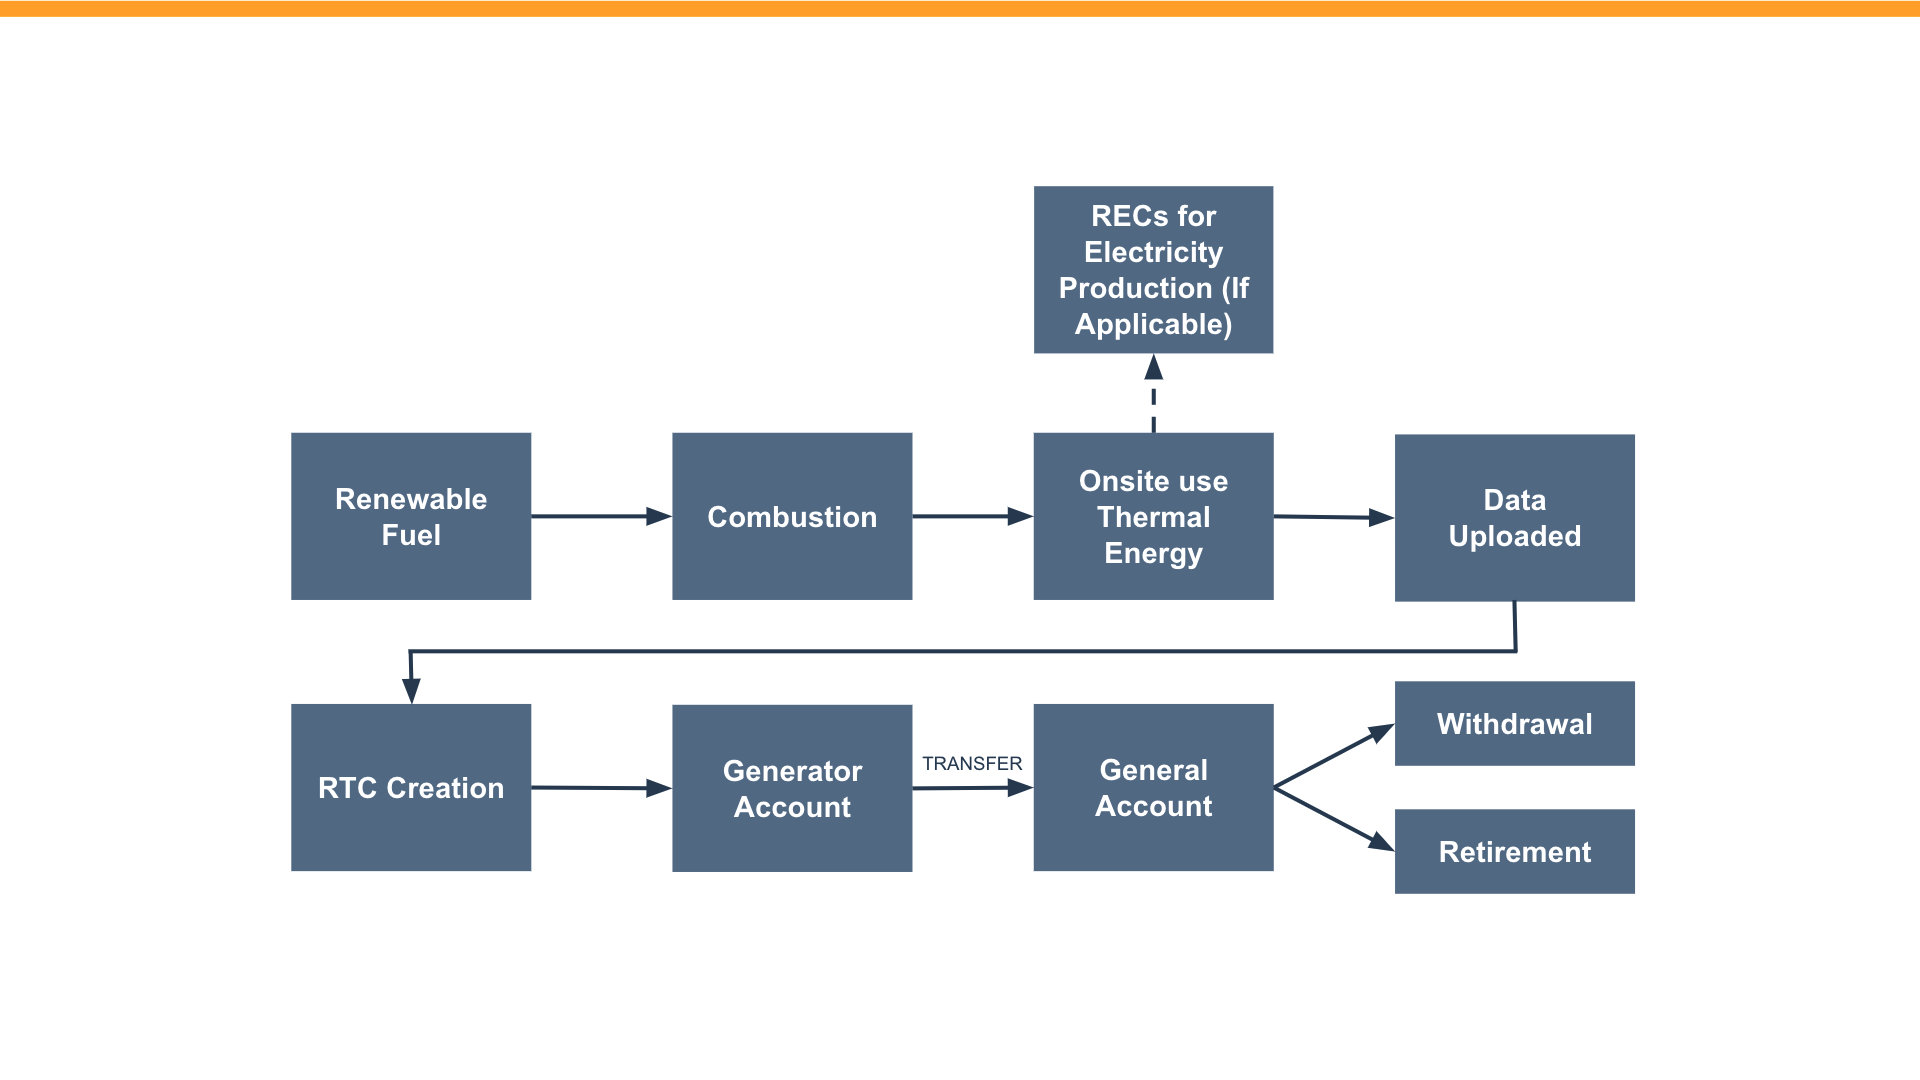 RECs for
Electricity
Production (If
Applicable)
Renewable
Fuel
Combustion
Onsite use
Thermal
Energy
Data
Uploaded
RTC Creation
Generator
Account
TRANSFER
General
Account
Withdrawal
Retirement